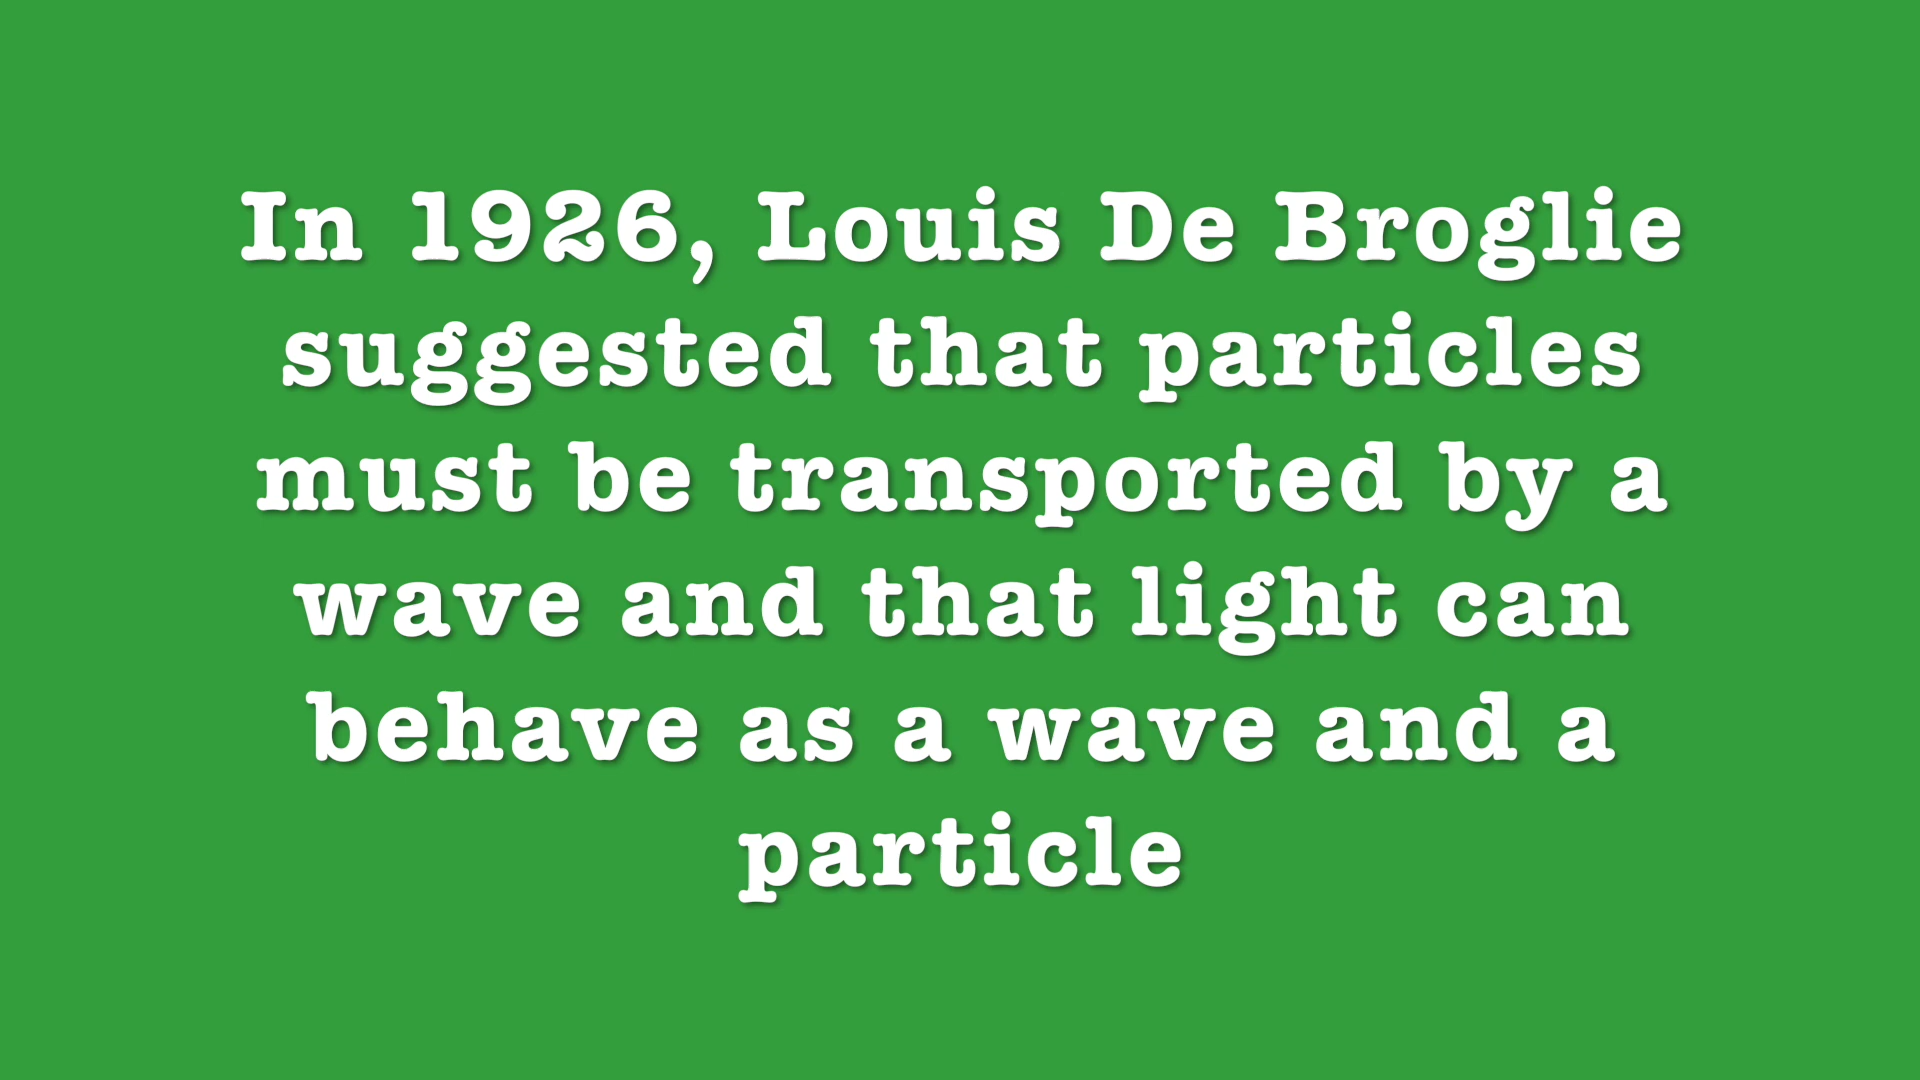 In 1926, Louis De Broglie
suggested that particles
must be transported by a
wave and that light can
behave as a wave and a
particle